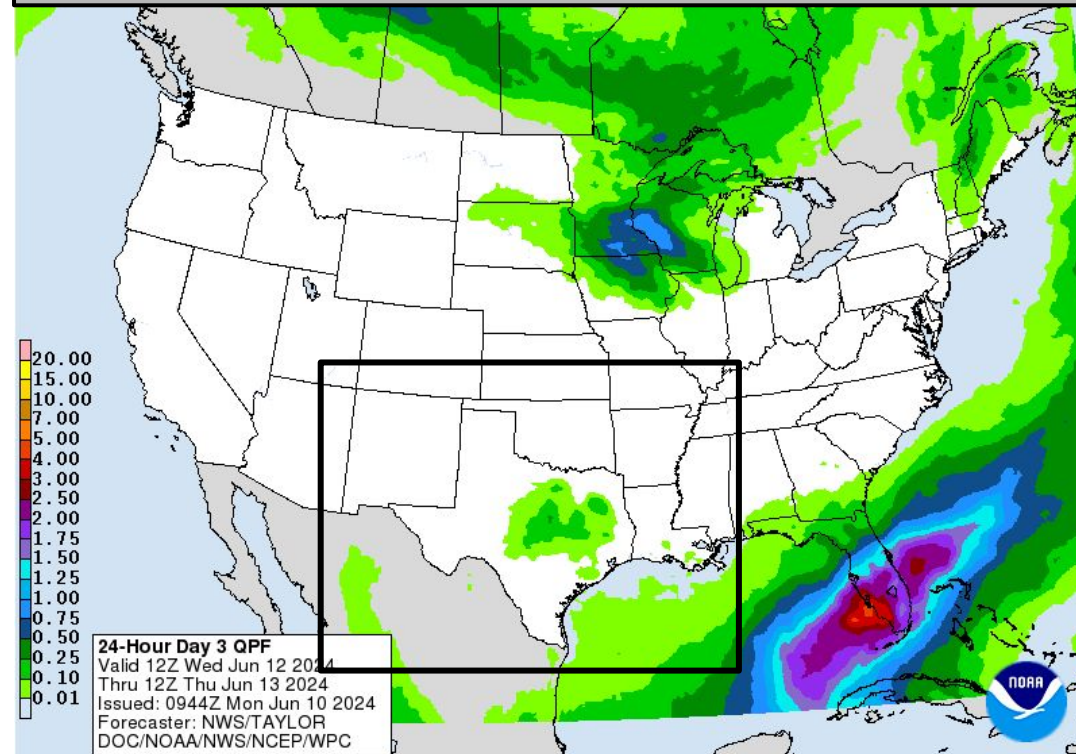 20.00
15.00
10.00
7.00
5.00
4.00
3.00
2.50
2.00
1.75
1.50
1.25
1.00
0.75
0.50
0.25
0.10
0.01
24-Hour Day 3 QPF
Valid 12Z Wed Jun 12 2024
Thru 12Z Thu Jun 13 2024
Issued: 0944Z Mon Jun 10 2024
Forecaster: NWS/TAYLOR
DOC/NOAA/NWS/NCEP/WPC
NOAA